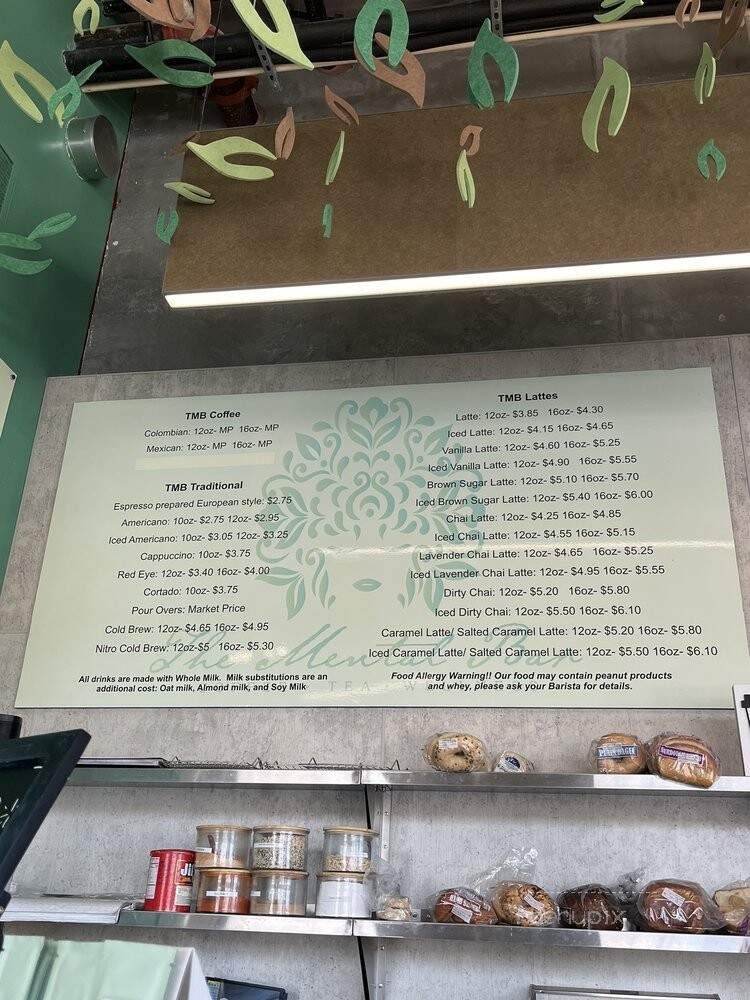 TMB Coffee
Colombian: 12oz- MP 16oz- MP
Mexican: 12oz- MP 16oz- MP
TMB Traditional
Espresso prepared European style: $2.75
Americano: 10oz- $2.75 12oz- $2.95
Iced Americano: 10oz- $3.05 12oz- $3.25
Cappuccino: 10oz- $3.75
Red Eye: 12oz- $3.40 16oz- $4.00
Cortado: 10oz- $3.75
Pour Overs: Market Price
Cold Brew: 12oz- $4.65 16oz- $4.95
Nitro Cold Brew: 12oz-$5 16oz- $5.30
All drinks are made with Whole Milk. Milk substitutions are an
additional cost: Oat milk, Almond milk, and Soy Milk
TMB Lattes
Latte: 12oz- $3.85 16oz- $4.30
Iced Latte: 12oz- $4.15 16oz- $4.65
Vanilla Latte: 12oz- $4.60 16oz- $5.25
Iced Vanilla Latte: 12oz- $4.90 16oz- $5.55
Brown Sugar Latte: 12oz- $5.10 16oz- $5.70
Iced Brown Sugar Latte: 12oz- $5.40 16oz- $6.00
Chai Latte: 12oz- $4.25 16oz- $4.85
Iced Chai Latte: 12oz- $4.55 16oz- $5.15
Lavender Chai Latte: 12oz- $4.65 16oz- $5.25
Iced Lavender Chai Latte: 12oz- $4.95 16oz- $5.55
Dirty Chai: 12oz- $5.20 16oz- $5.80
Iced Dirty Chai: 12oz- $5.50 16oz- $6.10
Caramel Latte/ Salted Caramel Latte: 12oz- $5.20 16oz- $5.80
Iced Caramel Latte/ Salted Caramel Latte: 12oz- $5.50 16oz- $6.10
Food Allergy Warning!! Our food may contain peanut products
and whey, please ask your Barista for details.
The Mental Bar
TEA
PLAIN BAGEL